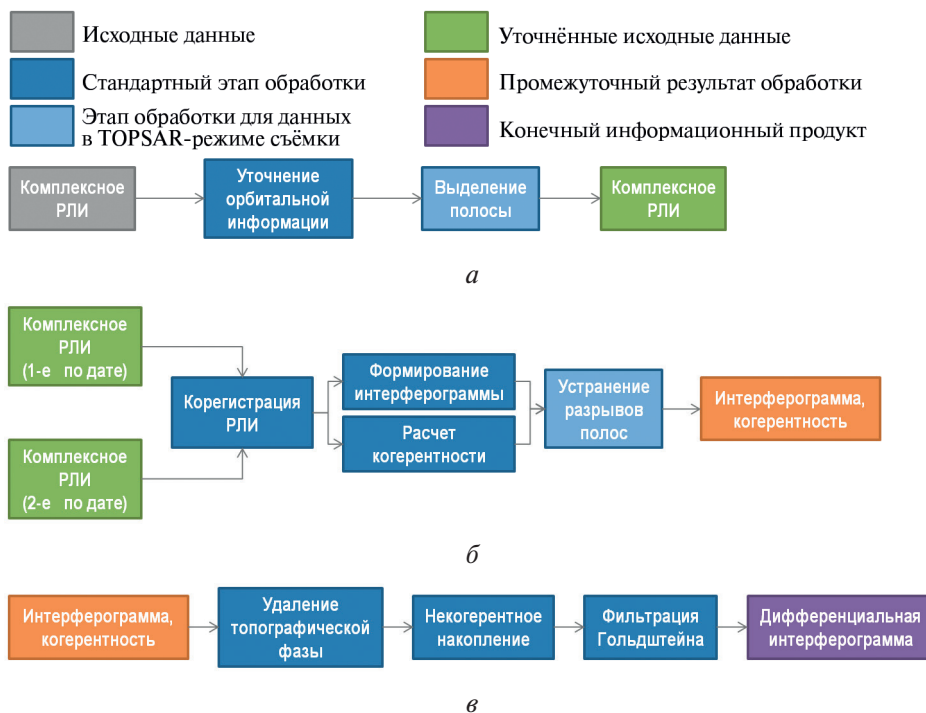 Исходные данные
Уточнённые исходные данные
Стандартный этап обработки
Промежуточный результат обработки
Этап обработки для данных
в TOPSAR-режиме съёмки
Конечный информационный продукт
Комплексное
РЛИ
Уточнение
орбитальной
информации
Выделение
полосы
Комплексное
РЛИ
а
Комплексное
РЛИ
(1-е по дате)
Комплексное
РЛИ
(2-е по дате)
Корегистрация
РЛИ
Формирование
интерферограммы
Расчет
когерентности
Устранение
разрывов
полос
Интерферограмма,
когерентность
б
Интерферограмма,
когерентность
Удаление
топографической
фазы
Некогерентное
накопление
Фильтрация
Гольдштейна
Дифференциальная
интерферограмма
в